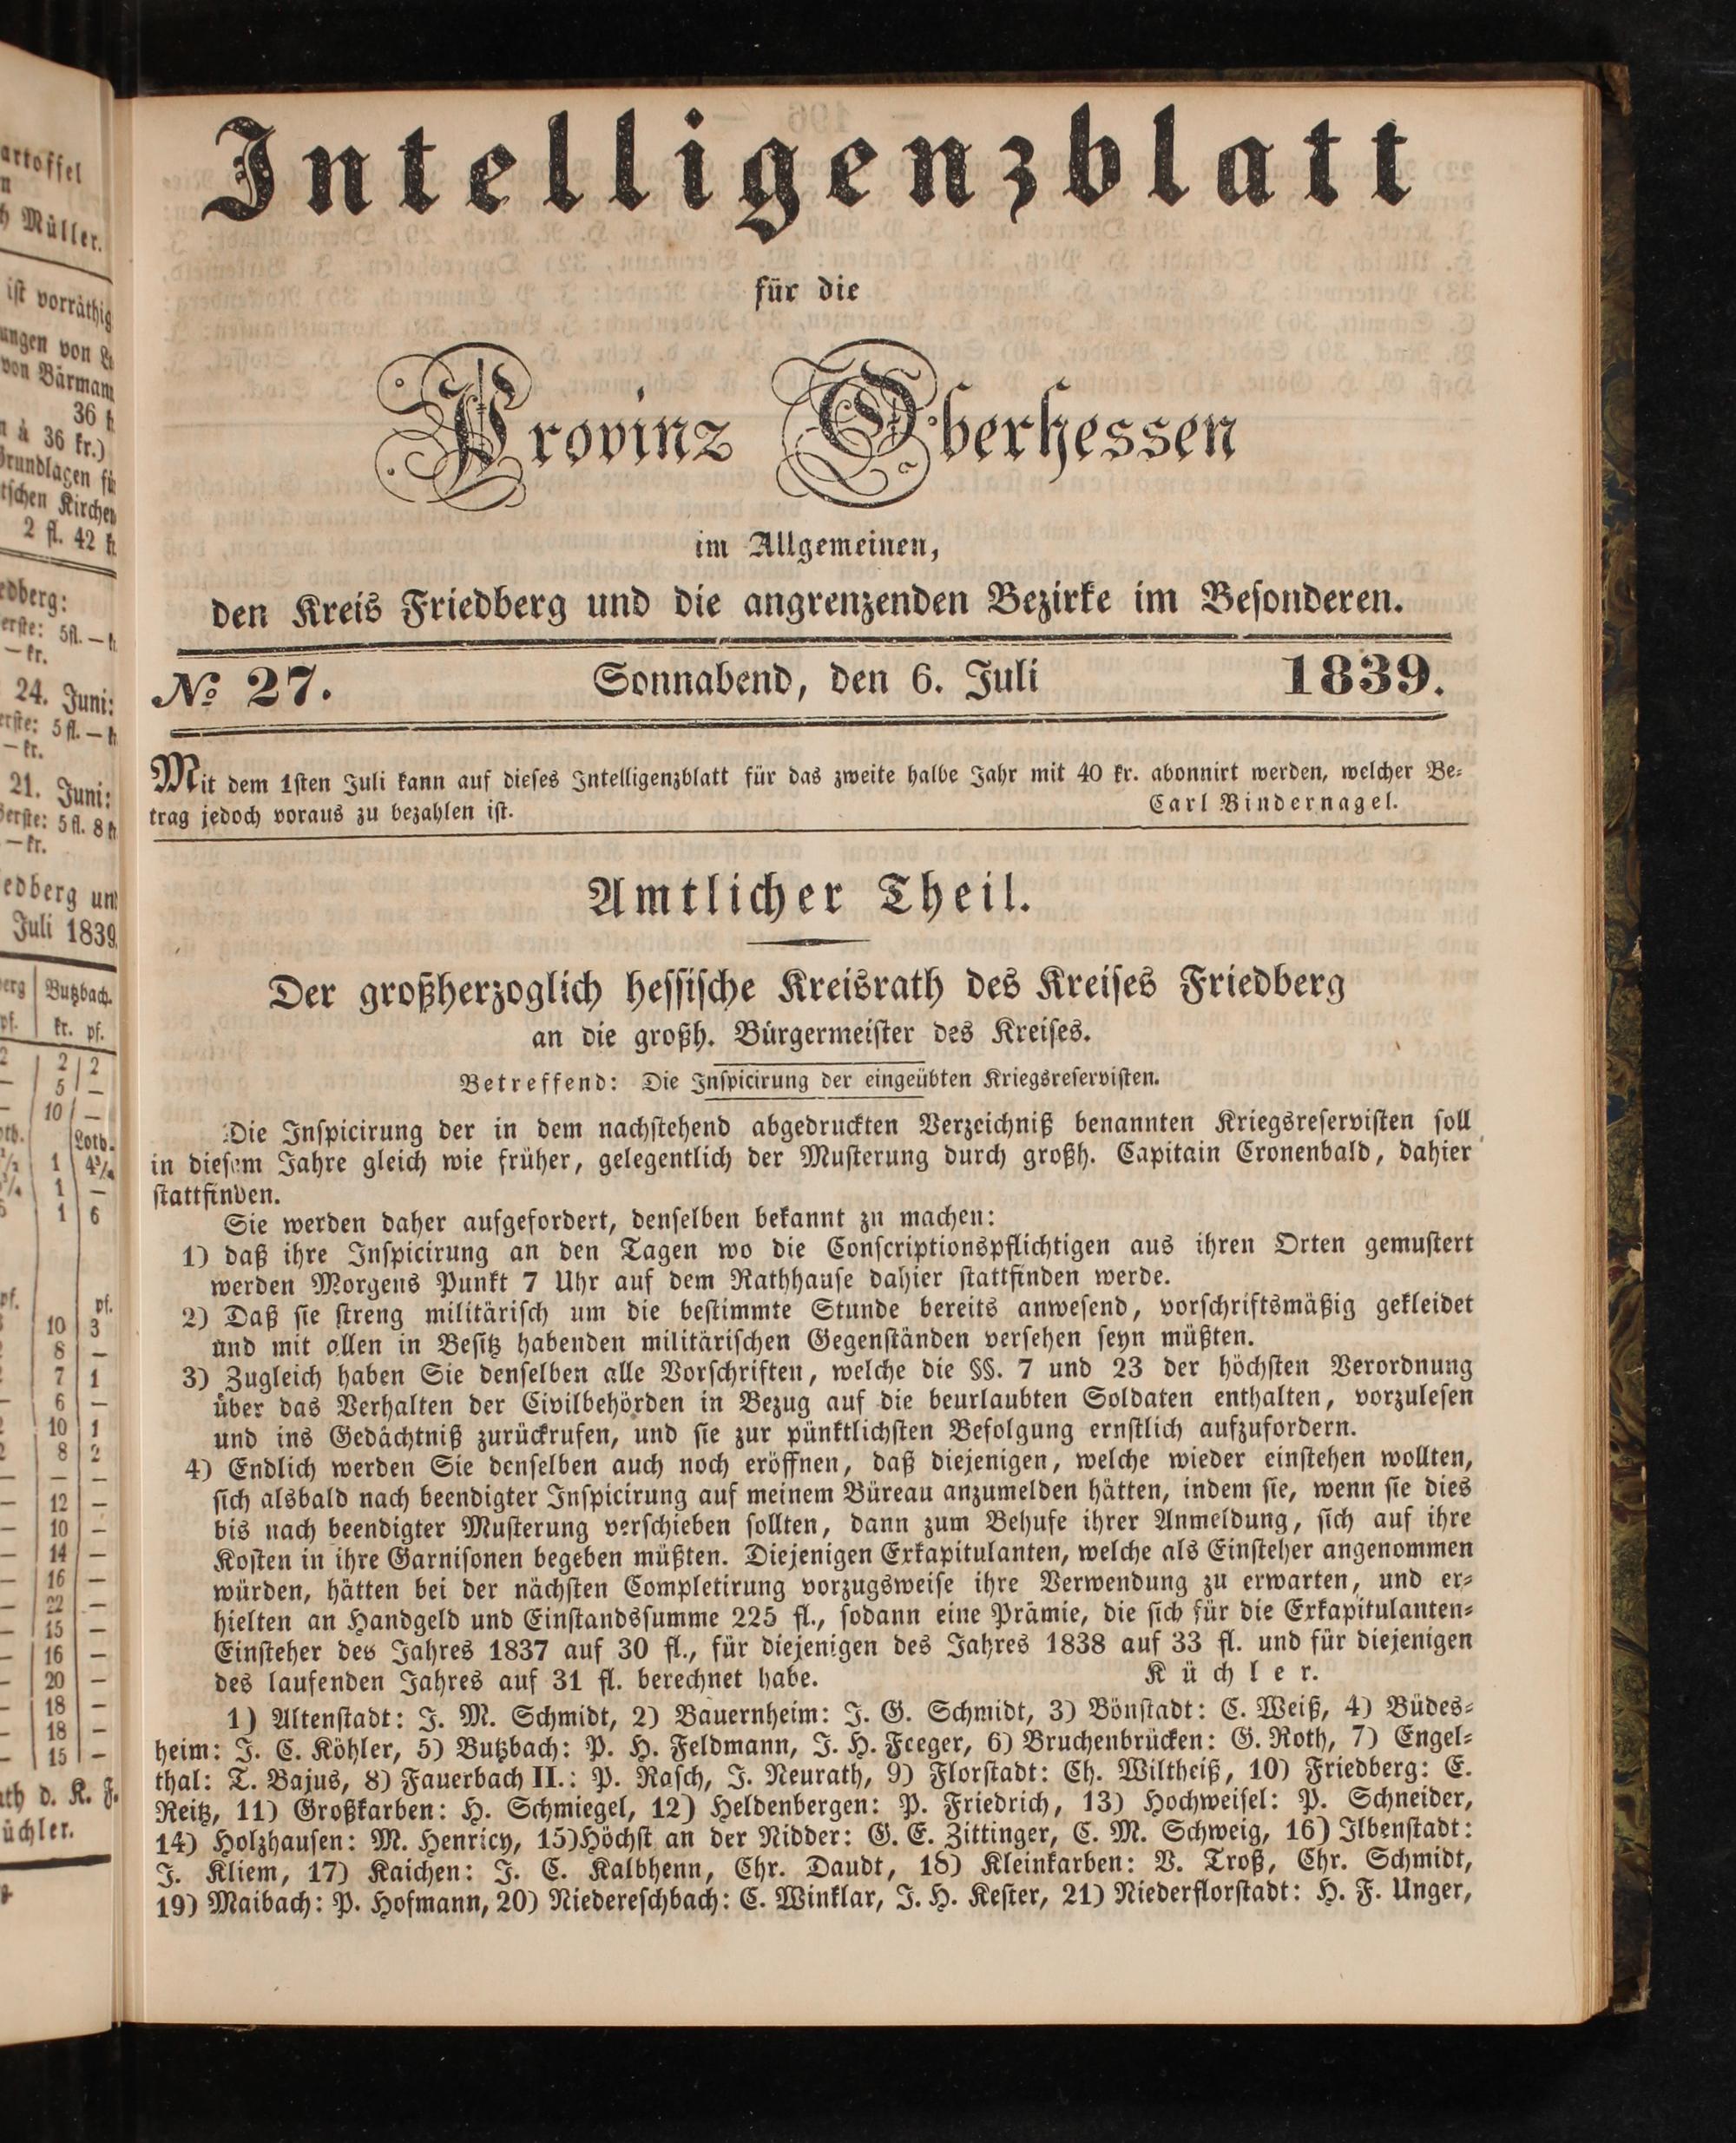 Intelligenzblatt
für die
Provinz Oberhessen
im Allgemeinen,
den Kreis Friedberg und die angrenzenden Bezirke im Beſonderen.
№ 27. Sonnabend, den 6. Juli 1839.
Mit dem 1ſten Juli kann auf dieſes Intelligenzblatt für das zweite halbe Jahr mit 40 kr. abonnirt werden, welcher Be⸗
trag jedoch voraus zu bezahlen iſt. Carl Bindernagel.
Amtlicher Theil.
Der großherzoglich heſſiſche Kreisrath des Kreiſes Friedberg
an die großh. Bürgermeiſter des Kreiſes.
Betreffend: Die Inſpicirung der eingeübten Kriegsreſerviſten.
Die Inſpicirung der in dem nachſtehend abgedruckten Verzeichniß benannten Kriegsreſerviſten ſoll
in dieſem Jahre gleich wie früher, gelegentlich der Muſterung durch großh. Capitain Cronenbald, dahier
ſtattfinden.
Sie werden daher aufgefordert, denſelben bekannt zu machen:
1) daß ihre Inſpicirung an den Tagen wo die Conſcriptionspflichtigen aus ihren Orten gemuſtert
werden Morgens Punkt 7 Uhr auf dem Rathhauſe dahier ſtattfinden werde.
2) Daß ſie ſtreng militäriſch um die beſtimmte Stunde bereits anweſend, vorſchriftsmäßig gekleidet
und mit allen in Beſitz habenden militäriſchen Gegenſtänden verſehen ſeyn müßten.
3) Zugleich haben Sie denſelben alle Vorſchriften, welche die §§. 7 und 23 der höchſten Verordnung
über das Verhalten der Civilbehörden in Bezug auf die beurlaubten Soldaten enthalten, vorzuleſen
und ins Gedächtniß zurückrufen, und ſie zur pünktlichſten Befolgung ernſtlich aufzufordern.
4) Endlich werden Sie denſelben auch noch eröffnen, daß diejenigen, welche wieder einſtehen wollten,
ſich alsbald nach beendigter Inſpicirung auf meinem Büreau anzumelden hätten, indem ſie, wenn ſie dies
bis nach beendigter Muſterung verſchieben ſollten, dann zum Behufe ihrer Anmeldung, ſich auf ihre
Koſten in ihre Garniſonen begeben müßten. Diejenigen Exkapitulanten, welche als Einſteher angenommen
würden, hätten bei der nächſten Completirung vorzugsweiſe ihre Verwendung zu erwarten, und er⸗
hielten an Handgeld und Einſtandsſumme 225 fl., ſodann eine Prämie, die ſich für die Exkapitulanten⸗
Einſteher des Jahres 1837 auf 30 fl., für diejenigen des Jahres 1838 auf 33 fl. und für diejenigen
des laufenden Jahres auf 31 fl. berechnet habe. Küchler.
1) Altenſtadt: J. M. Schmidt, 2) Bauernheim: J. G. Schmidt, 3) Bönſtadt: C. Weiß, 4) Büdes⸗
heim: J. C. Köhler, 5) Butzbach: P. H. Feldmann, J. H. Feeger, 6) Bruchenbrücken: G. Roth, 7) Engel⸗
thal: T. Bajus, 8) Fauerbach II.: P. Raſch, J. Neurath, 9) Florſtadt: Ch. Wiltheiß, 10) Friedberg: E.
Reitz, 11) Großkarben: H. Schmiegel, 12) Heldenbergen: P. Friedrich, 13) Hochweiſel: P. Schneider,
14) Holzhauſen: M. Henricy, 15) Höchſt an der Nidder: G. E. Zittinger, C. M. Schweig, 16) Ilbenſtadt:
J. Kliem, 17) Kaichen: J. C. Kalbhenn, Chr. Daudt, 18) Kleinkarben: V. Troß, Chr. Schmidt,
19) Maibach: P. Hofmann, 20) Niedereſchbach: C. Winklar, J. H. Keſter, 21) Niederflorſtadt: H. F. Unger,